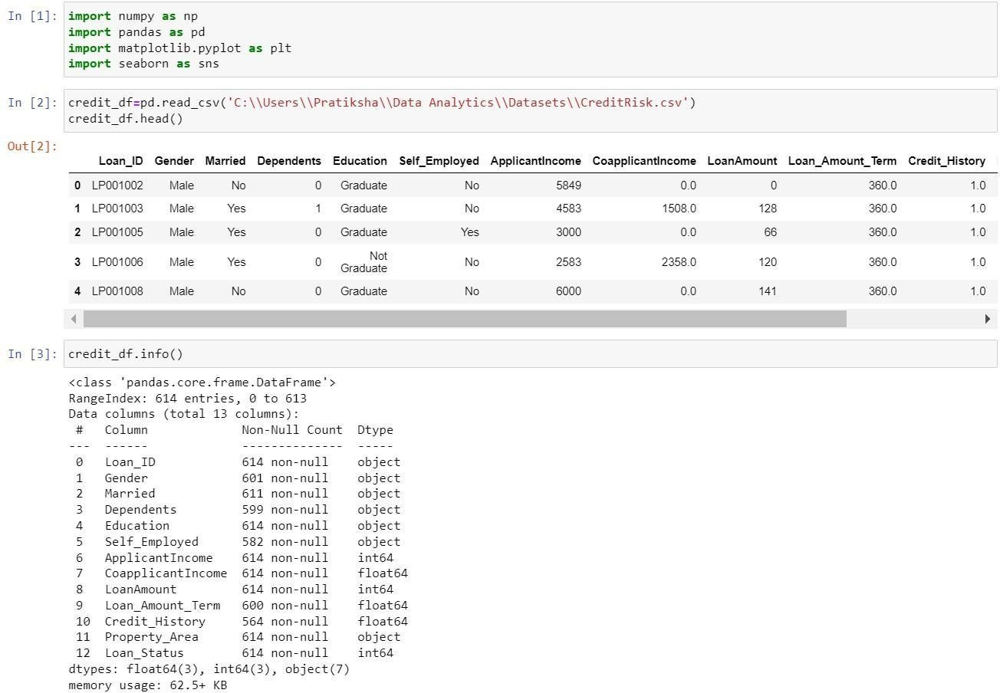 In [1]: import numpy as np
import pandas as pd
import matplotlib.pyplot as plt
import seaborn as sns
In [2]: credit_df=pd.read_csv('C:\\Users\\Pratiksha\\Data Analytics\\Datasets\\CreditRisk.csv')
credit_df.head()
Out[2]:
Loan_ID Gender Married Dependents Education Self_Employed ApplicantIncome CoapplicantIncome LoanAmount Loan_Amount_Term Credit_History
0 LP001002 Male No 0 Graduate No 5849 0.0 0 360.0 1.0
1 LP001003 Male Yes 1 Graduate No 4583 1508.0 128 360.0 1.0
2 LP001005 Male Yes 0 Graduate Yes 3000 0.0 66 360.0 1.0
3 LP001006 Male Yes 0 Not Graduate No 2583 2358.0 120 360.0 1.0
4 LP001008 Male No 0 Graduate No 6000 0.0 141 360.0 1.0
In [3]: credit_df.info()
<class 'pandas.core.frame.DataFrame'>
RangeIndex: 614 entries, 0 to 613
Data columns (total 13 columns):
# Column Non-Null Count Dtype
--- ------ -------------- -----
0 Loan_ID 614 non-null object
1 Gender 601 non-null object
2 Married 611 non-null object
3 Dependents 599 non-null object
4 Education 614 non-null object
5 Self_Employed 582 non-null object
6 ApplicantIncome 614 non-null int64
7 CoapplicantIncome 614 non-null float64
8 LoanAmount 614 non-null int64
9 Loan_Amount_Term 600 non-null float64
10 Credit_History 564 non-null float64
11 Property_Area 614 non-null object
12 Loan_Status 614 non-null int64
dtypes: float64(3), int64(3), object(7)
memory usage: 62.5+ KB